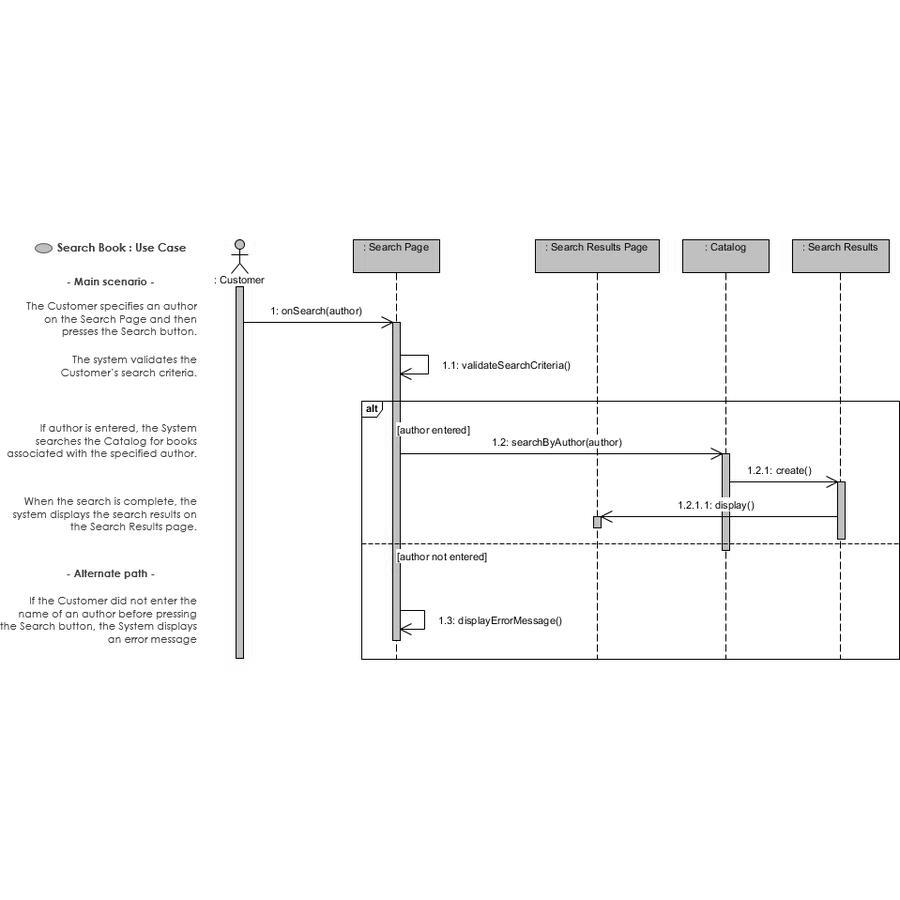 Search Book : Use Case
- Main scenario -
The Customer specifies an author
on the Search Page and then
presses the Search button.
The system validates the
Customer's search criteria.
If author is entered, the System
searches the Catalog for books
associated with the specified author.
When the search is complete, the
system displays the search results on
the Search Results page.
- Alternate path -
If the Customer did not enter the
name of an author before pressing
the Search button, the System displays
an error message
: Customer
: Search Page
: Search Results Page
: Catalog
: Search Results
1: onSearch(author)
1.1: validateSearchCriteria()
alt
[author entered]
1.2: searchByAuthor(author)
1.2.1: create()
1.2.1.1: display()
[author not entered]
1.3: displayErrorMessage()